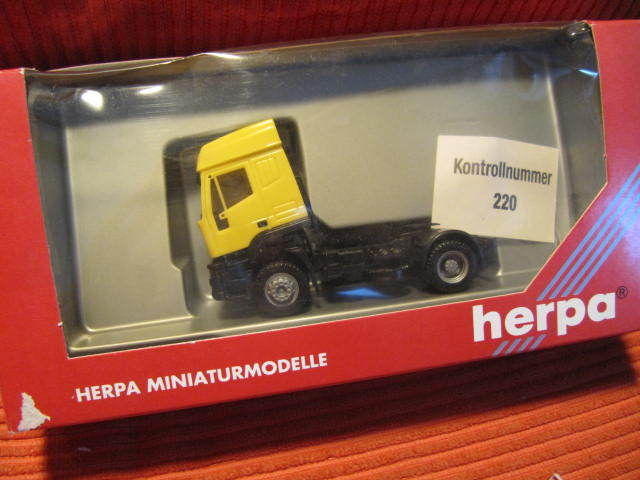 Kontrollnummer
220
herpa®
HERPA MINIATURMODELLE